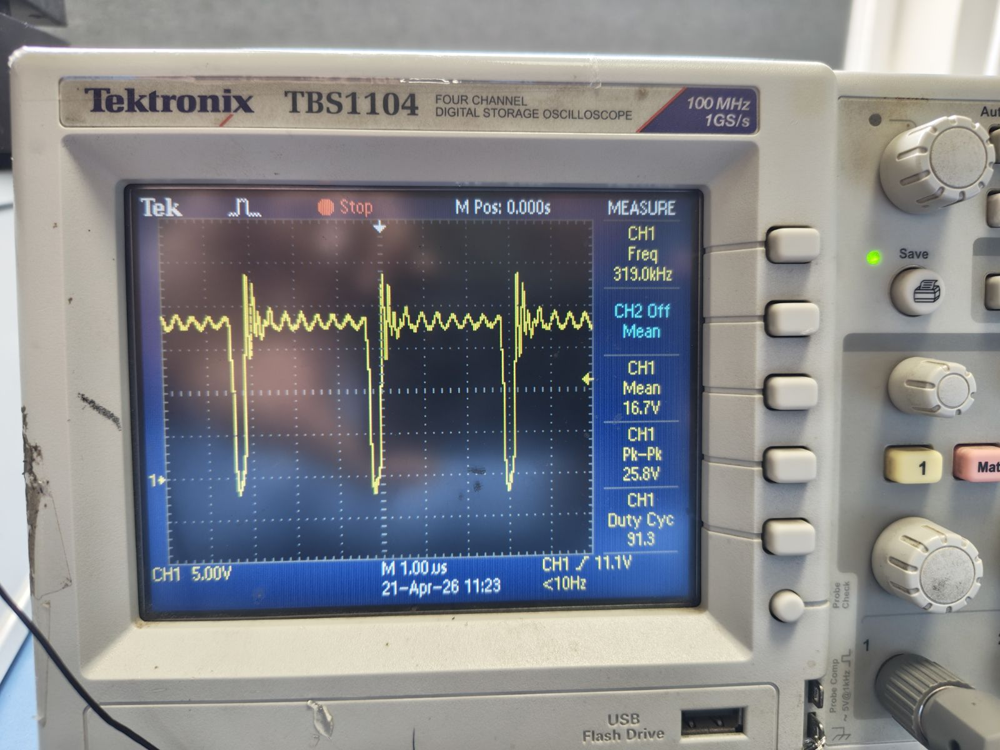 Tektronix TBS1104 FOUR CHANNEL
DIGITAL STORAGE OSCILLOSCOPE
100 MHz
1GS/s
Tek
Stop
M Pos: 0.000s
MEASURE
CH1
Freq
319.0kHz
CH2 Off
Mean
CH1
Mean
16.7V
CH1
Pk-Pk
25.8V
CH1
Duty Cyc
91.3
1
CH1 5.00V
M 1.00µs
CH1 11.1V
21-Apr-26 11:23
<10Hz
Save
1
Mat
Probe
Check
1
Probe Comp
~ 5V@1kHz
USB
Flash Drive